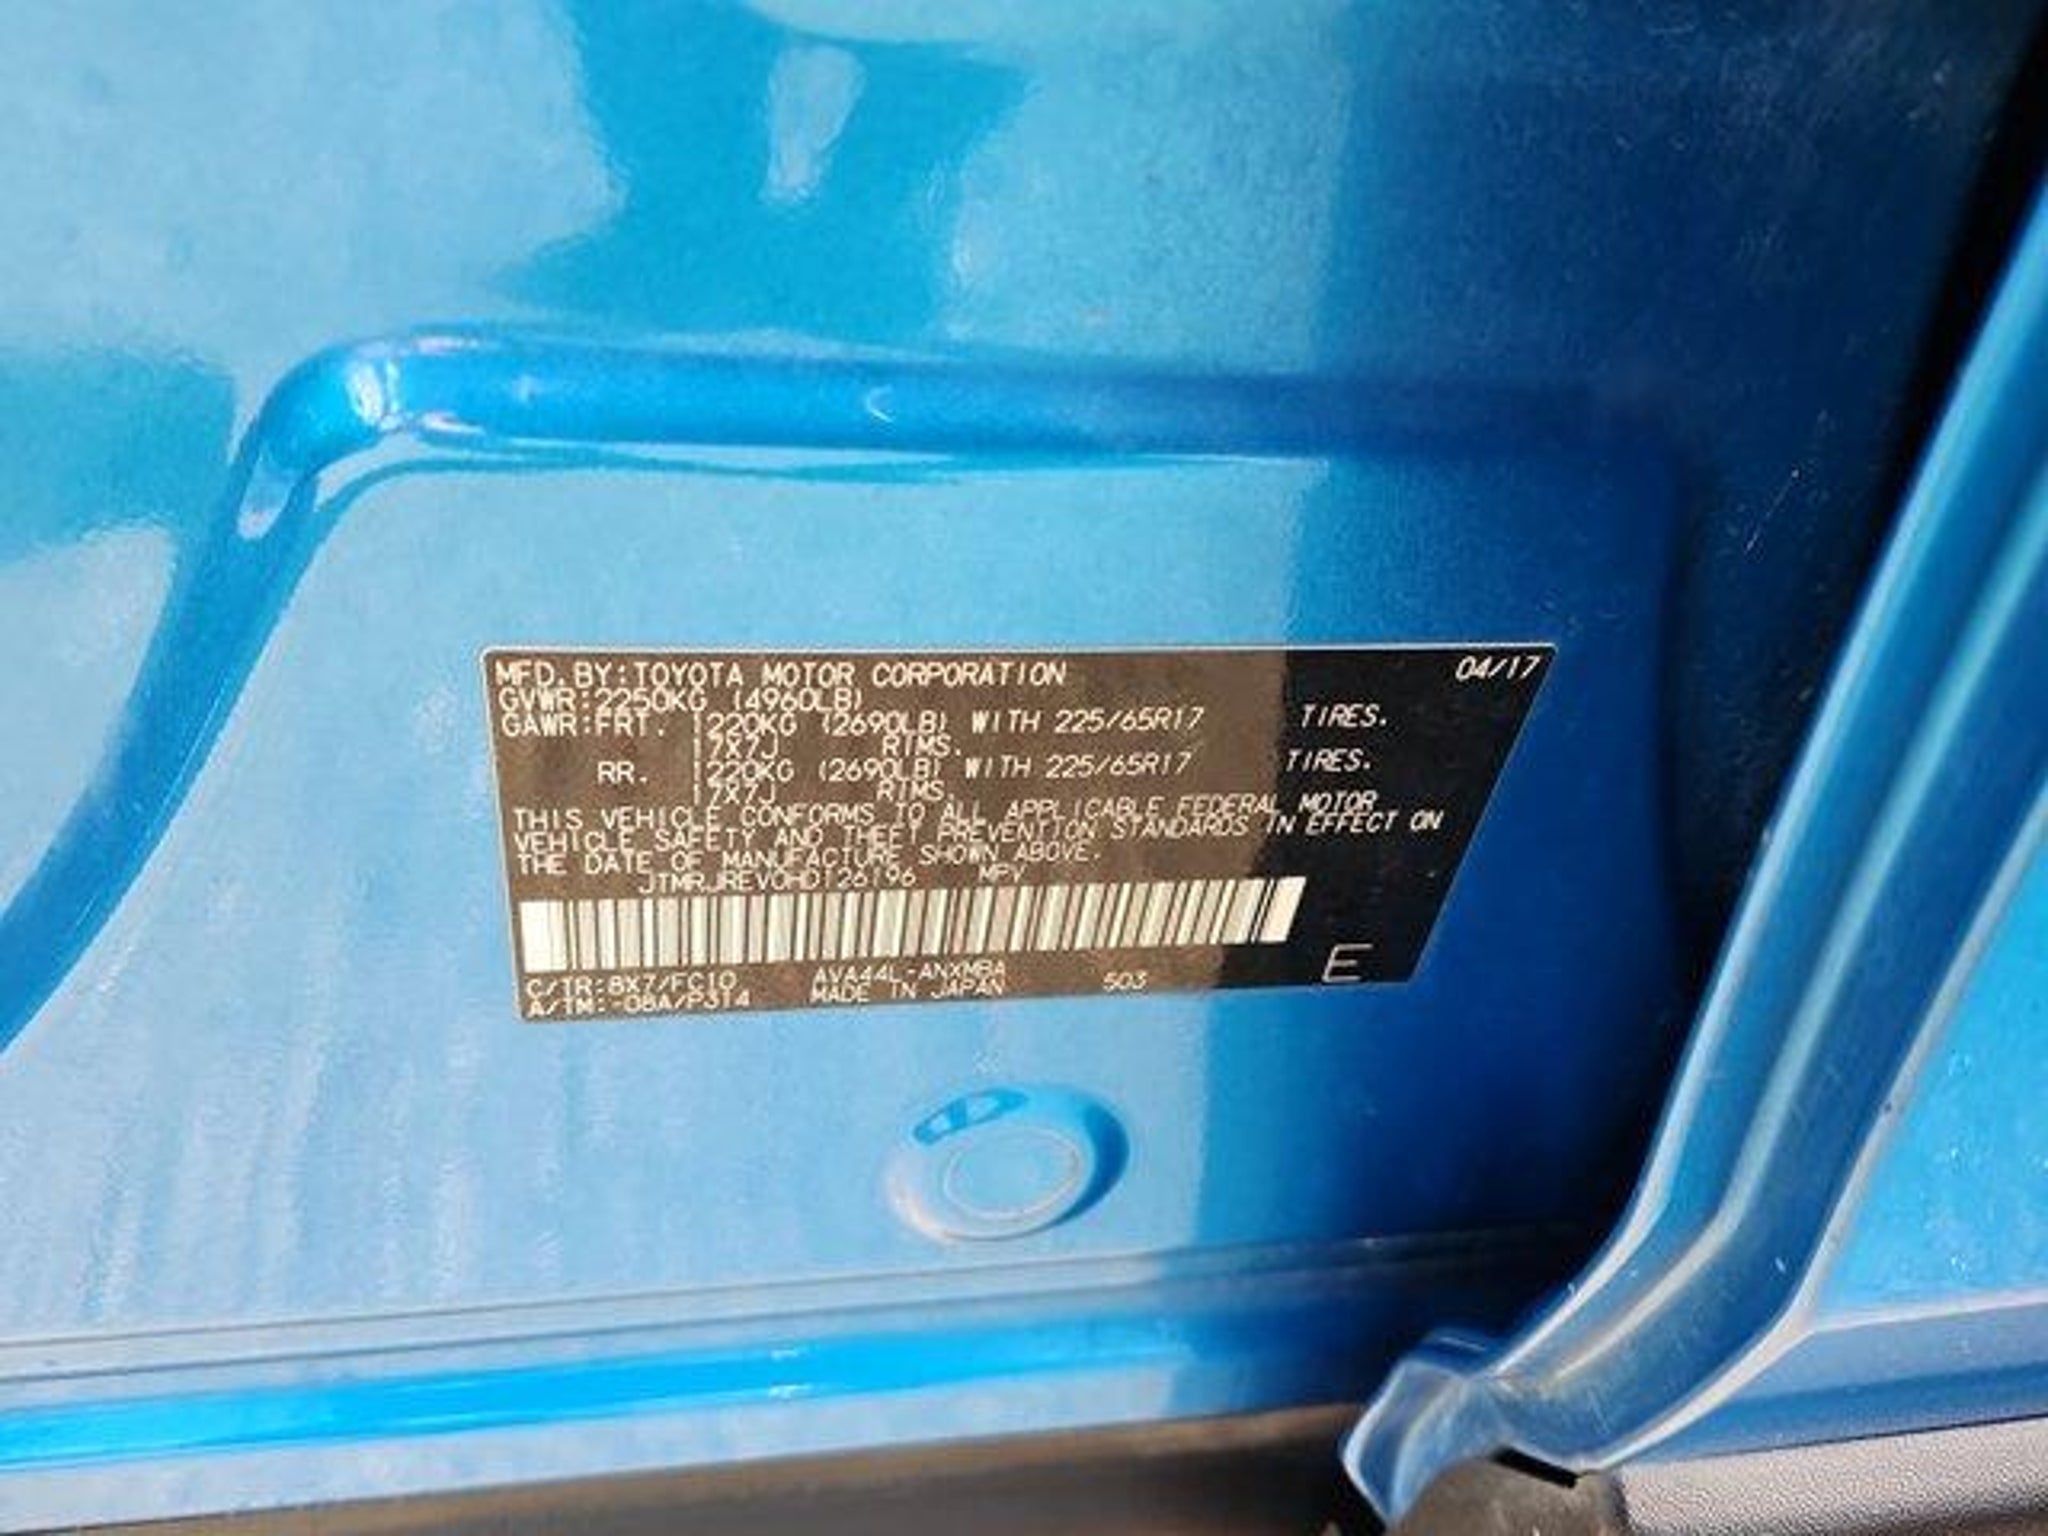 MFD. BY: TOYOTA MOTOR CORPORATION 04/17
GVWR: 2250KG (4960LB)
GAWR: FRT. 1220KG (2690LB) WITH 225/65R17 TIRES.
17X7J RIMS.
RR. 1220KG (2690LB) WITH 225/65R17 TIRES.
17X7J RIMS.
THIS VEHICLE CONFORMS TO ALL APPLICABLE FEDERAL MOTOR
VEHICLE SAFETY AND THEFT PREVENTION STANDARDS IN EFFECT ON
THE DATE OF MANUFACTURE SHOWN ABOVE.
JTMRJREV0HD126196 MPV
C/TR: 8X7/FC10 AVA44L-ANXMBA 503 E
A/TM: -08A/P314 MADE IN JAPAN